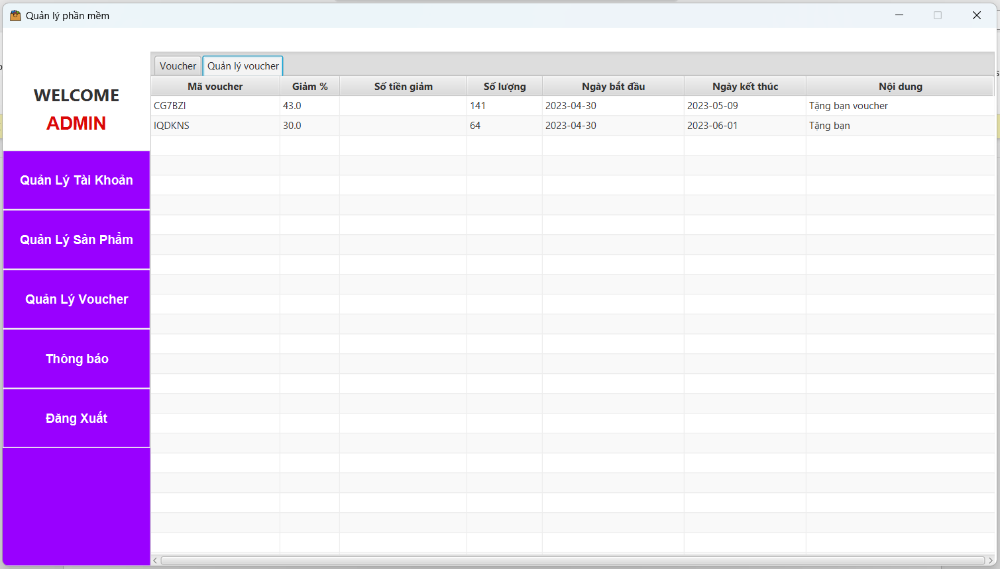 Quản lý phần mềm
WELCOME
ADMIN
Quản Lý Tài Khoản
Quản Lý Sản Phẩm
Quản Lý Voucher
Thông báo
Đăng Xuất
Voucher Quản lý voucher
Mã voucher Giảm % Số tiền giảm Số lượng Ngày bắt đầu Ngày kết thúc Nội dung
CG7BZI 43.0 141 2023-04-30 2023-05-09 Tặng bạn voucher
IQDKNS 30.0 64 2023-04-30 2023-06-01 Tặng bạn